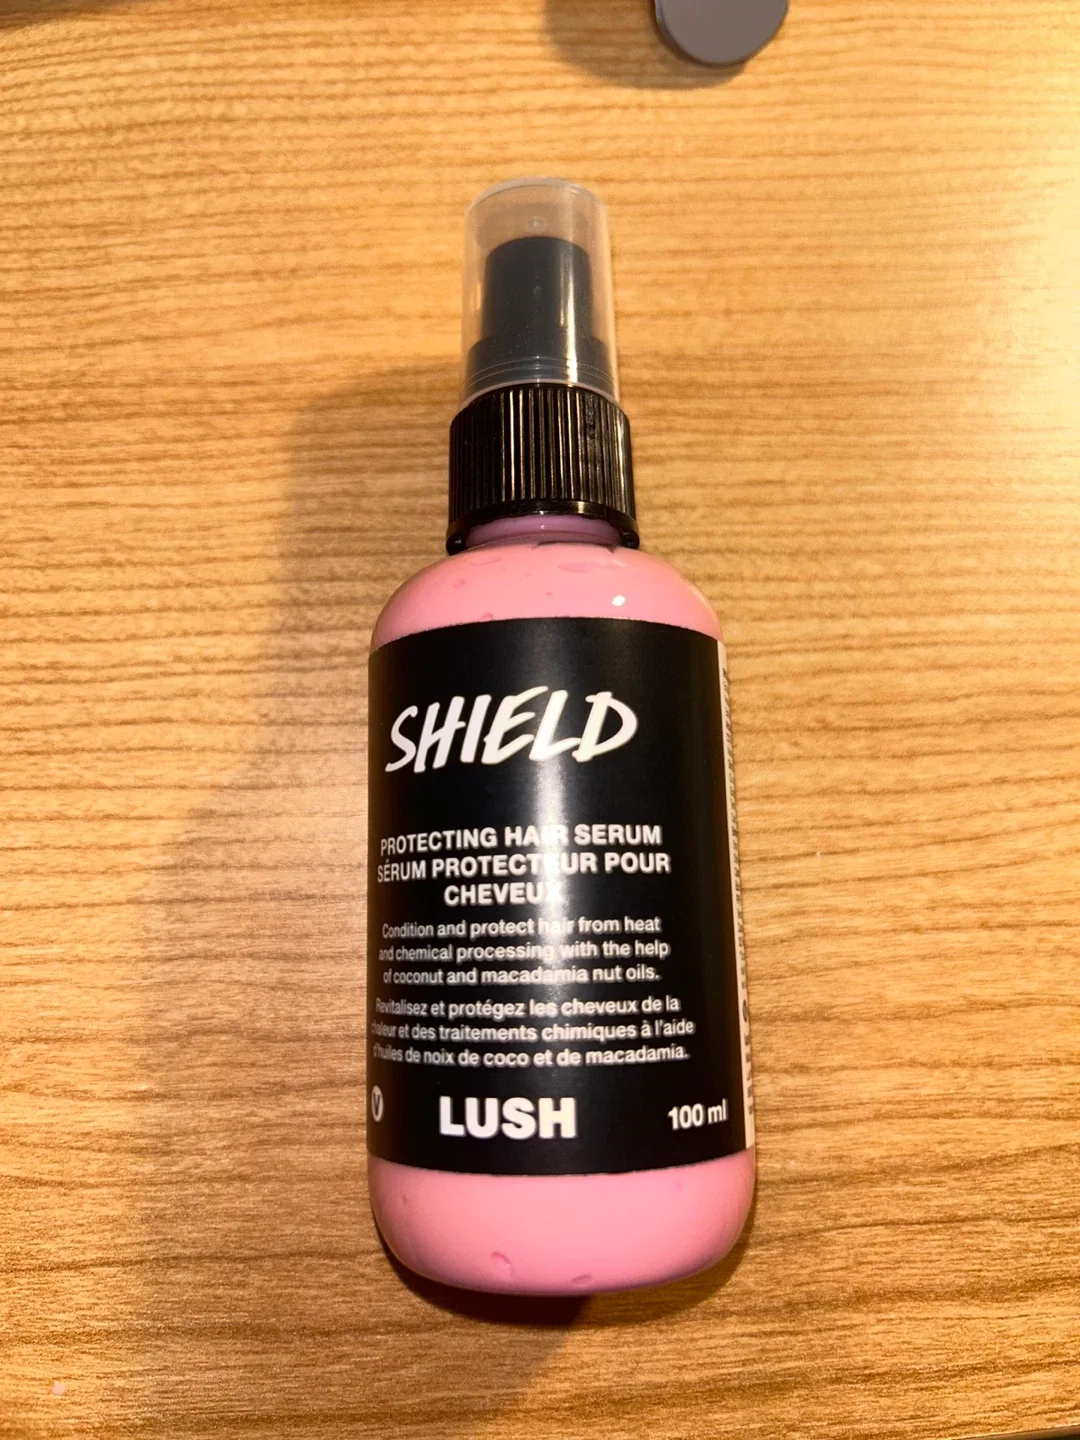 SHIELD
PROTECTING HAIR SERUM
SÉRUM PROTECTEUR POUR
CHEVEUX
Condition and protect hair from heat
and chemical processing with the help
of coconut and macadamia nut oils.
Revitalisez et protégez les cheveux de la
chaleur et des traitements chimiques à l'aide
d'huiles de noix de coco et de macadamia.
V
LUSH
100 ml